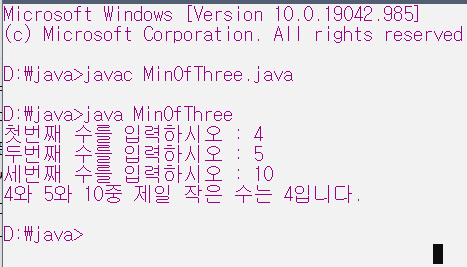 Microsoft Windows [Version 10.0.19042.985]
(c) Microsoft Corporation. All rights reserved
D:\java>javac MinOfThree.java
D:\java>java MinOfThree
첫번째 수를 입력하시오 : 4
두번째 수를 입력하시오 : 5
세번째 수를 입력하시오 : 10
4와 5와 10중 제일 작은 수는 4입니다.
D:\java>